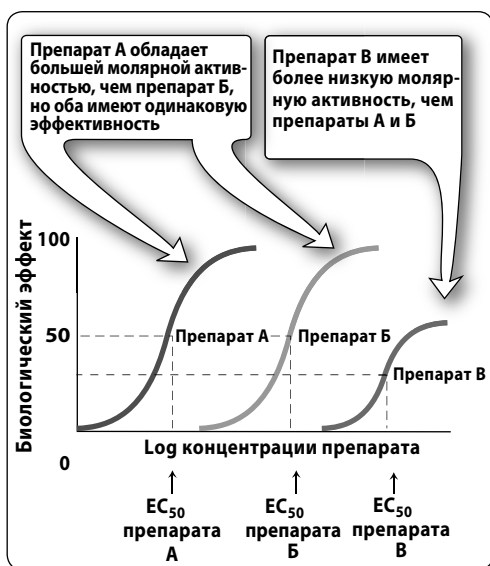 Препарат А обладает
большей молярной актив-
ностью, чем препарат Б,
но оба имеют одинаковую
эффективность
Препарат В имеет
более низкую моляр-
ную активность, чем
препараты А и Б
Биологический эффект
100
50
0
Препарат А
Препарат Б
Препарат В
Log концентрации препарата
EC50
препарата
А
EC50
препарата
Б
EC50
препарата
В